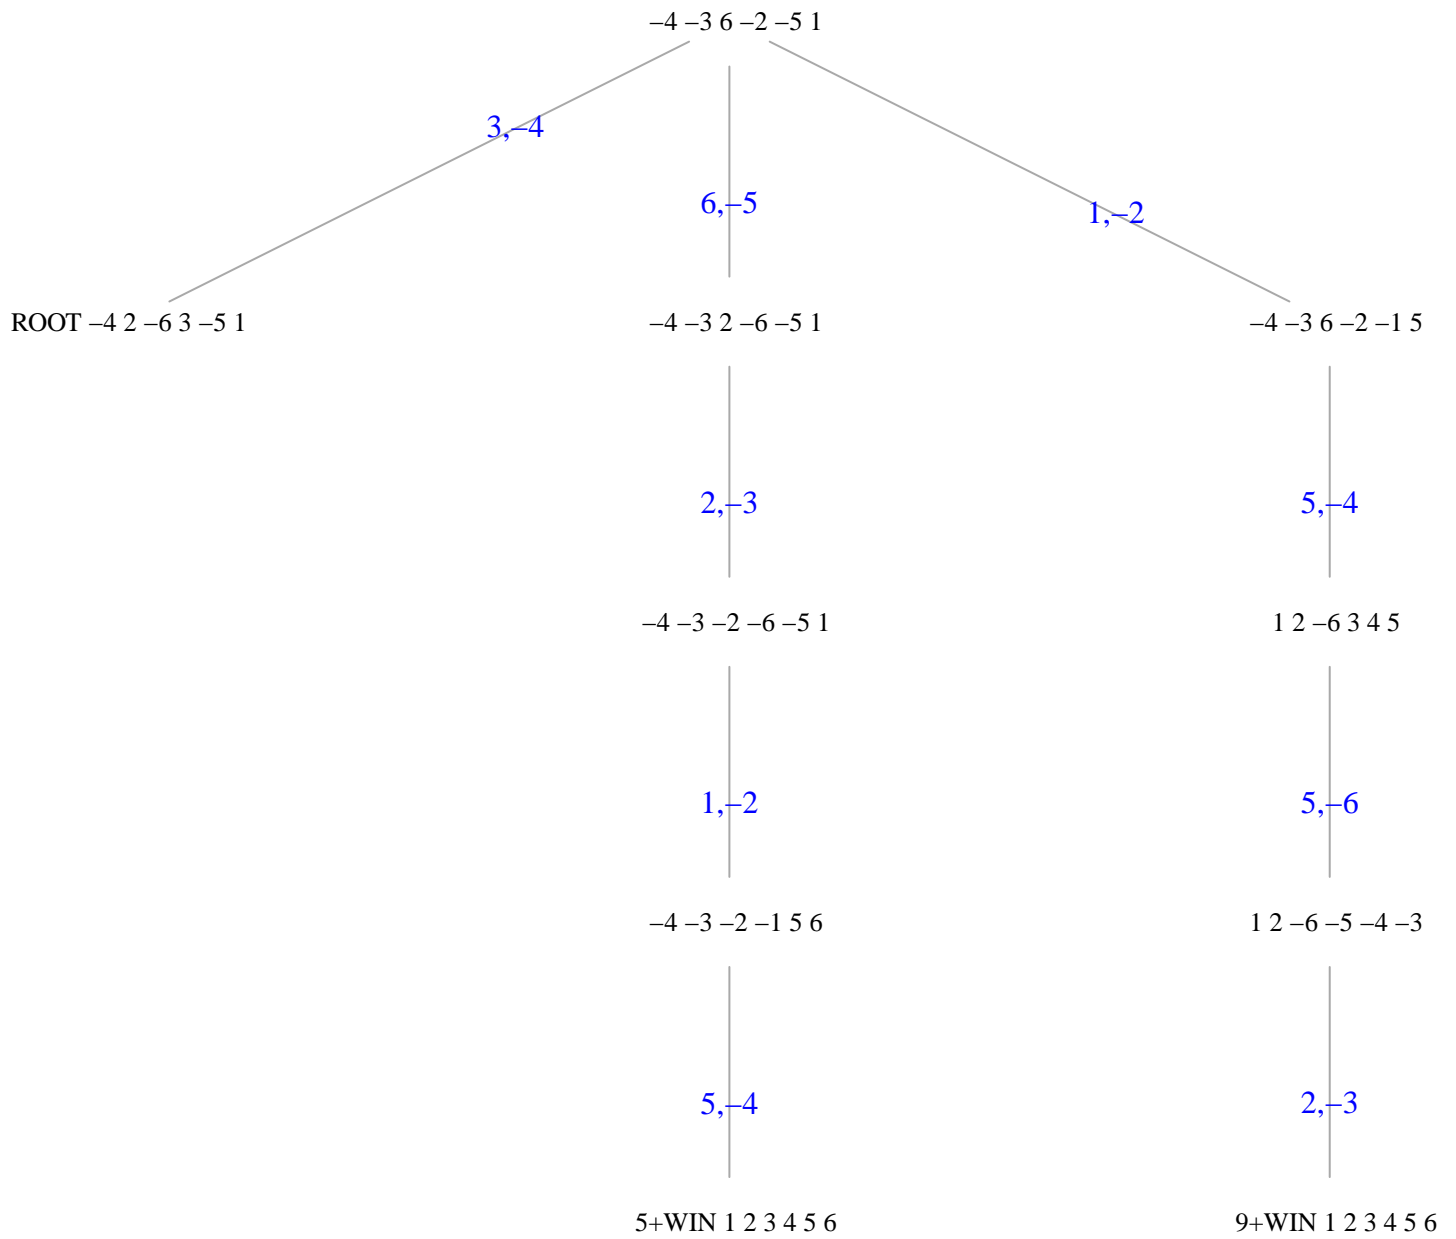 –4 –3 6 –2 –5 1
3,–4
6,–5
1,–2
ROOT –4 2 –6 3 –5 1
–4 –3 2 –6 –5 1
–4 –3 6 –2 –1 5
2,–3
5,–4
–4 –3 –2 –6 –5 1
1 2 –6 3 4 5
1,–2
5,–6
–4 –3 –2 –1 5 6
1 2 –6 –5 –4 –3
5,–4
2,–3
5+WIN 1 2 3 4 5 6
9+WIN 1 2 3 4 5 6